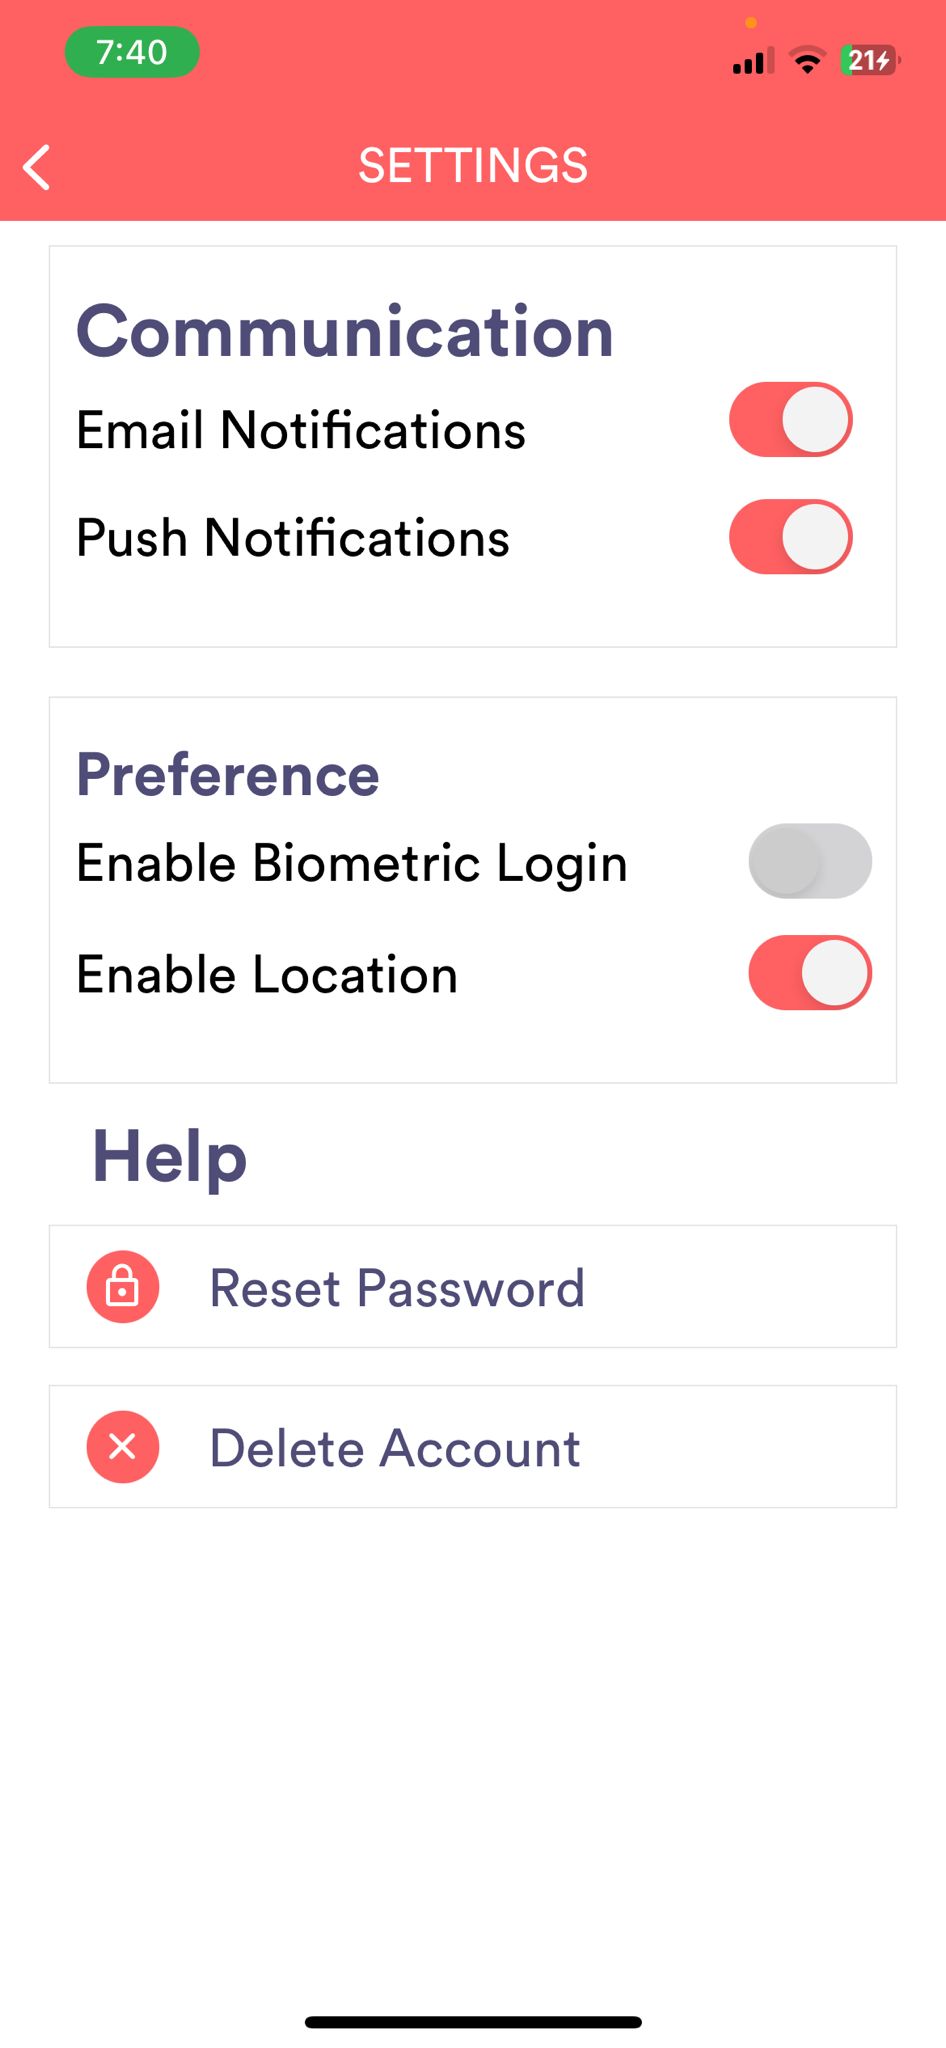 7:40
21
SETTINGS
Communication
Email Notifications
Push Notifications
Preference
Enable Biometric Login
Enable Location
Help
Reset Password
Delete Account